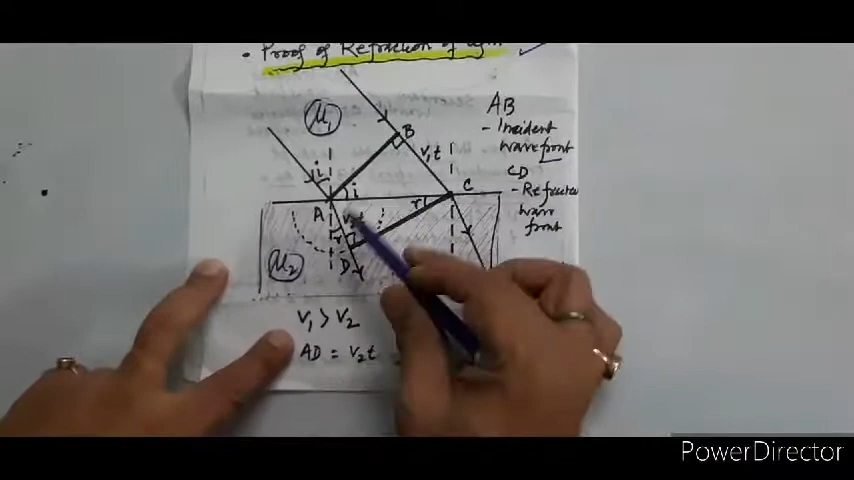 • Proof of Refraction of light
μ1
AB
- Incident
wavefront
B
v1t
CD
- Refracted
wave
front
i
i
C
A
r
r
μ2
D
V1 > V2
AD = V2t
PowerDirector